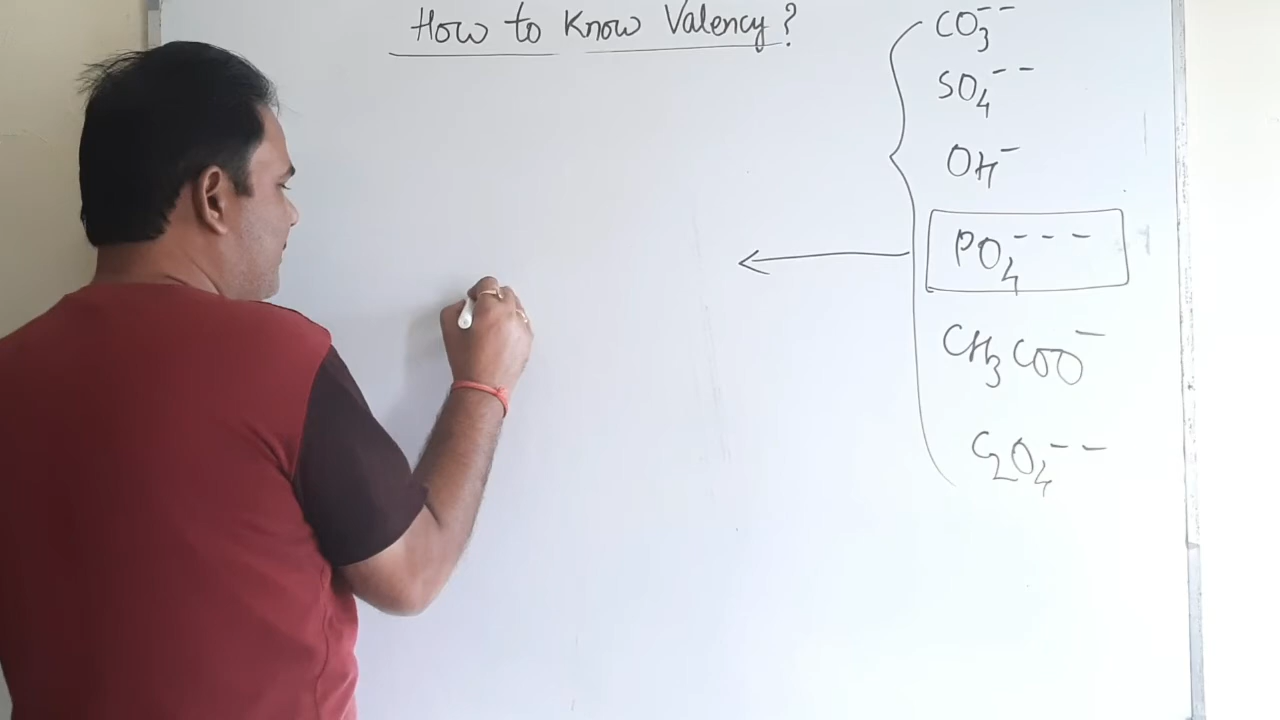 How to Know Valency?
CO3--
SO4--
OH-
PO4---
CH3COO-
C2O4--